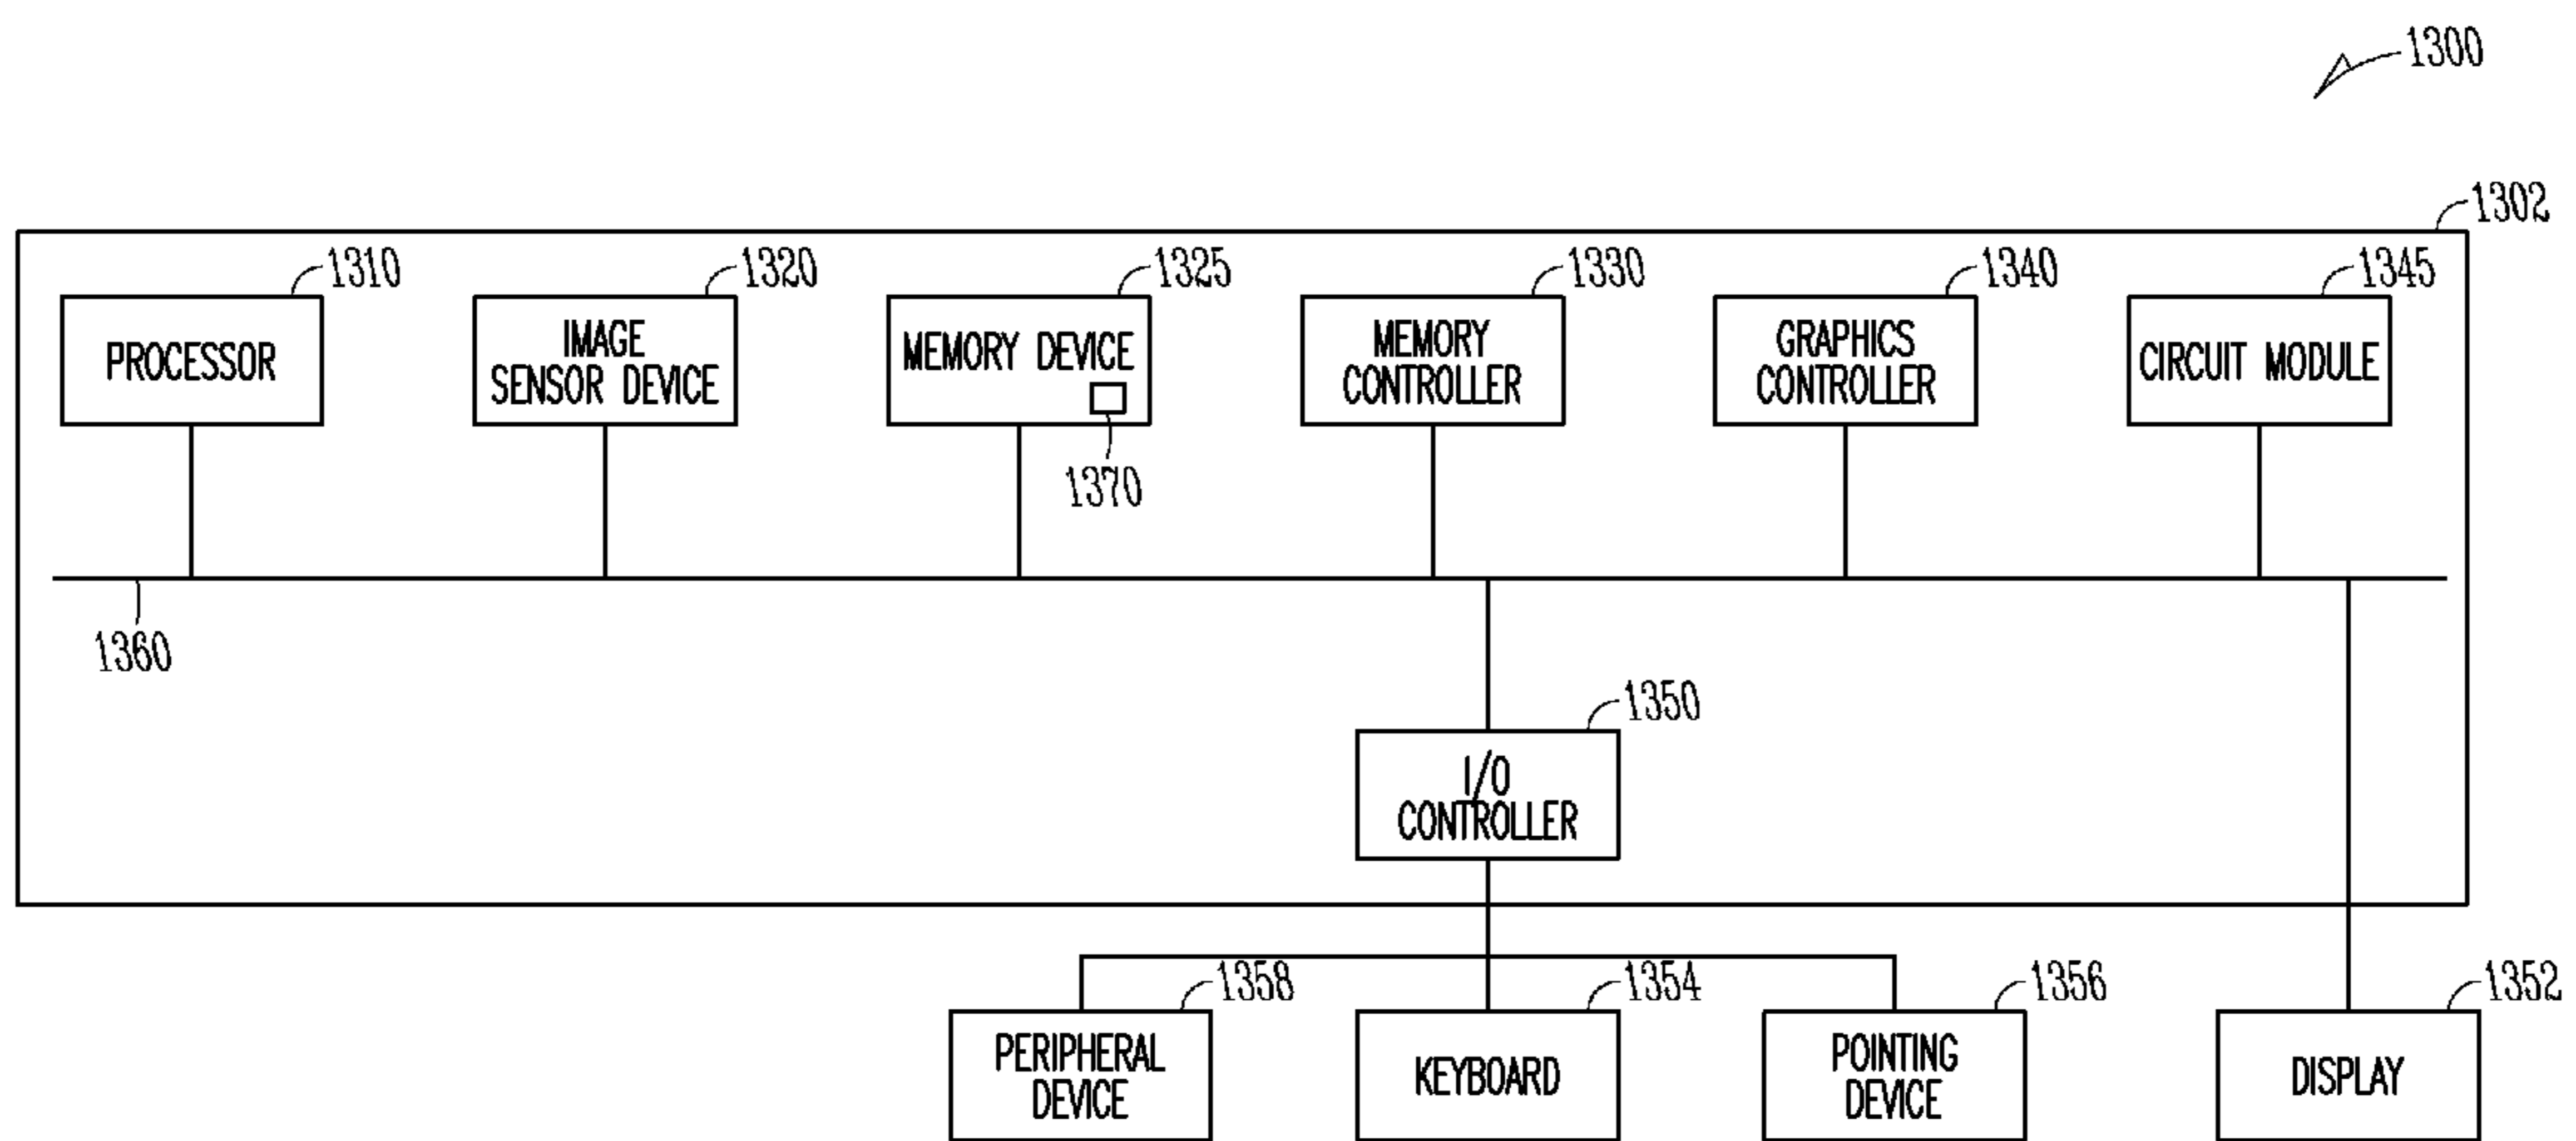 1300
1302
1310
1320
1325
1330
1340
1345
PROCESSOR
IMAGE
SENSOR DEVICE
MEMORY DEVICE
MEMORY
CONTROLLER
GRAPHICS
CONTROLLER
CIRCUIT MODULE
1370
1360
1350
I/O
CONTROLLER
1358
1354
1356
1352
PERIPHERAL
DEVICE
KEYBOARD
POINTING
DEVICE
DISPLAY